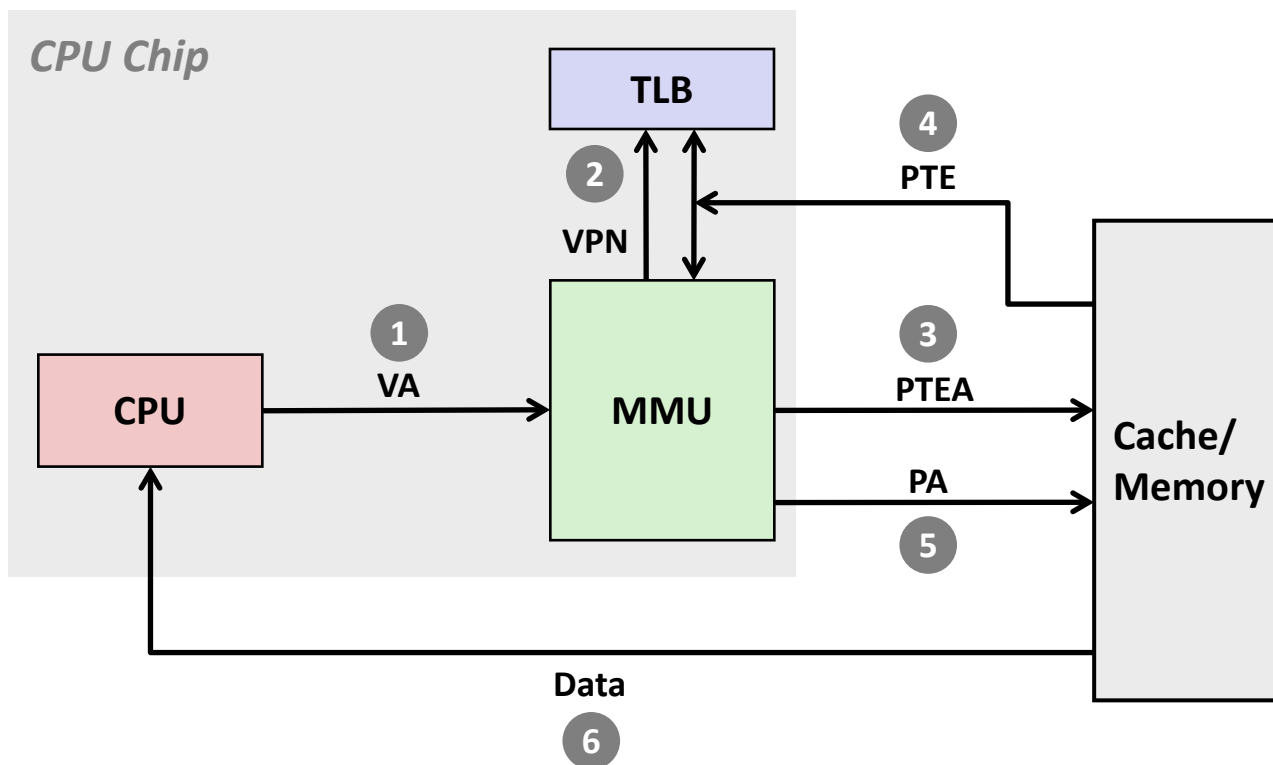 CPU Chip
TLB
4
PTE
2
VPN
1
VA
3
PTEA
CPU
MMU
Cache/
Memory
PA
5
Data
6